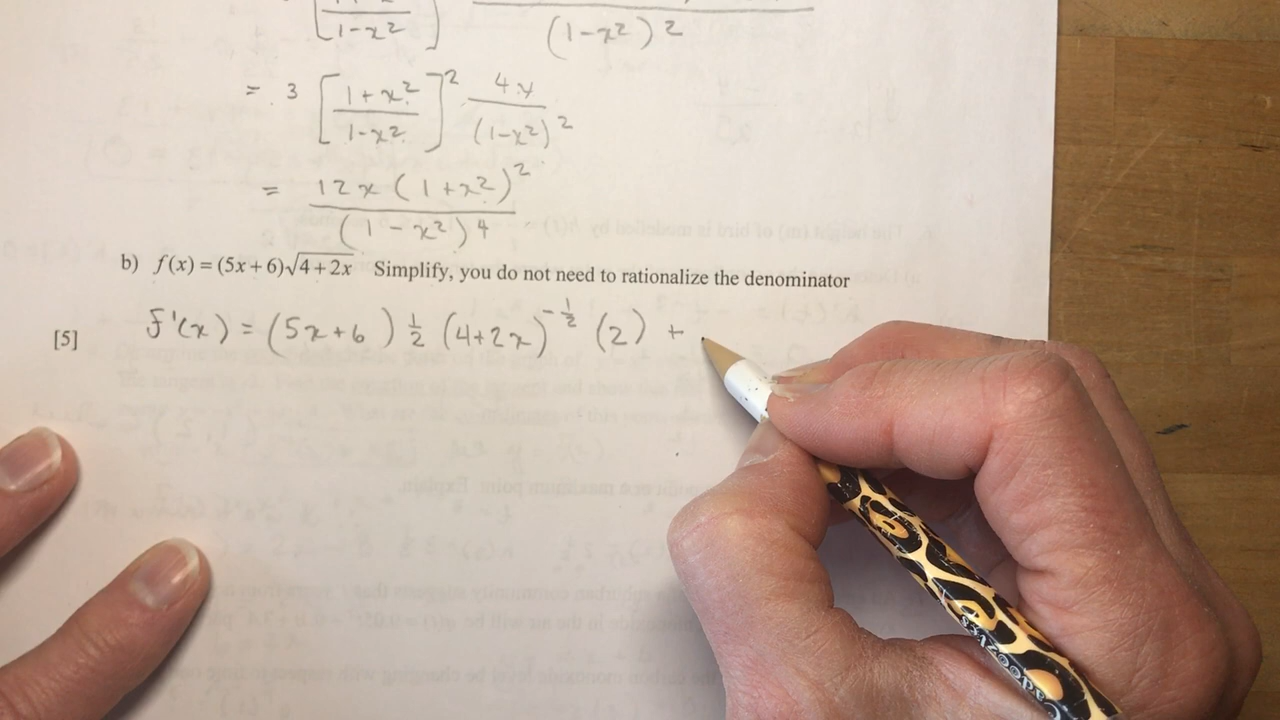 [1-x²] / (1-x²)²
= 3 [(1+x²)/(1-x²)]² 4x/(1-x²)²
= 12x(1+x²)²/(1-x²)⁴
b) f(x) = (5x+6)√4+2x Simplify, you do not need to rationalize the denominator
[5] f'(x) = (5x+6) ½ (4+2x)^-½ (2) +